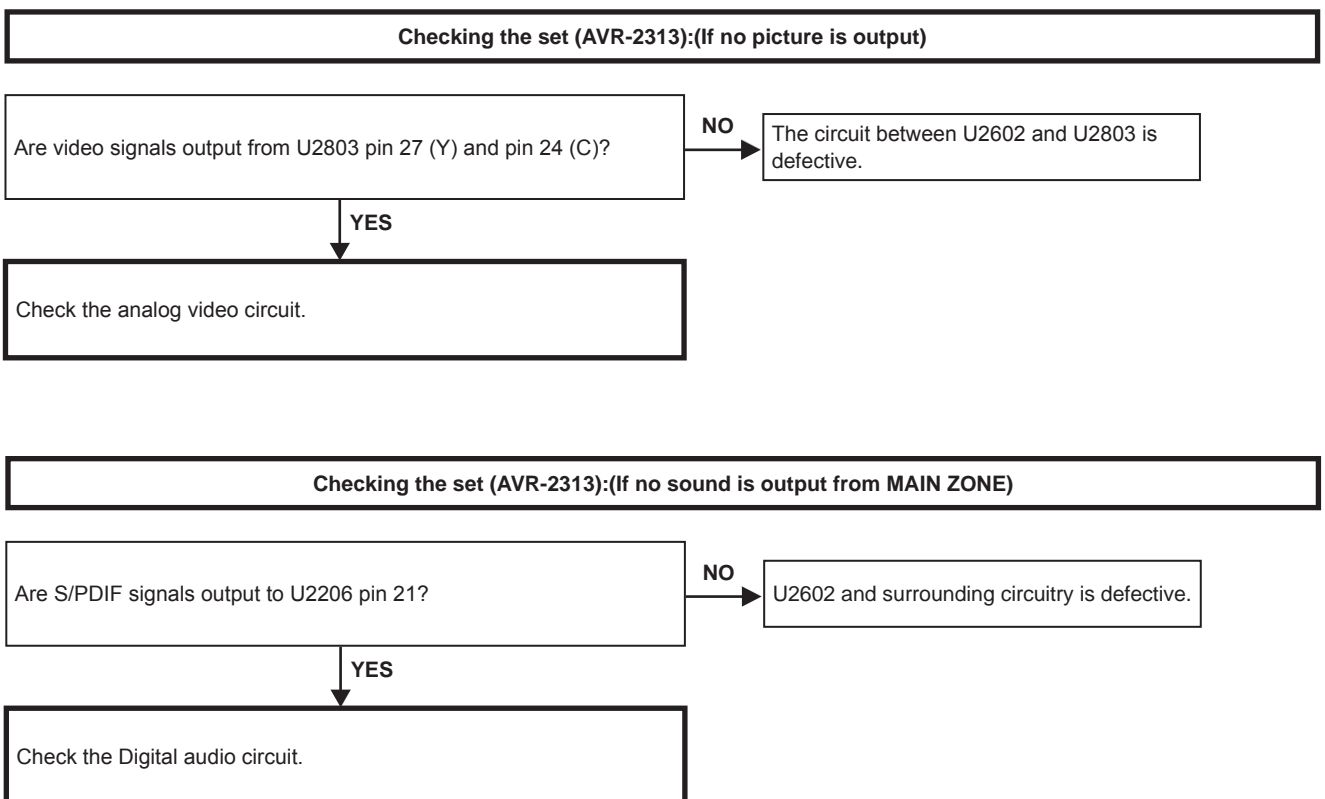 Checking the set (AVR-2313):(If no picture is output)
Are video signals output from U2803 pin 27 (Y) and pin 24 (C)?
NO
The circuit between U2602 and U2803 is
defective.
YES
Check the analog video circuit.
Checking the set (AVR-2313):(If no sound is output from MAIN ZONE)
Are S/PDIF signals output to U2206 pin 21?
NO
U2602 and surrounding circuitry is defective.
YES
Check the Digital audio circuit.